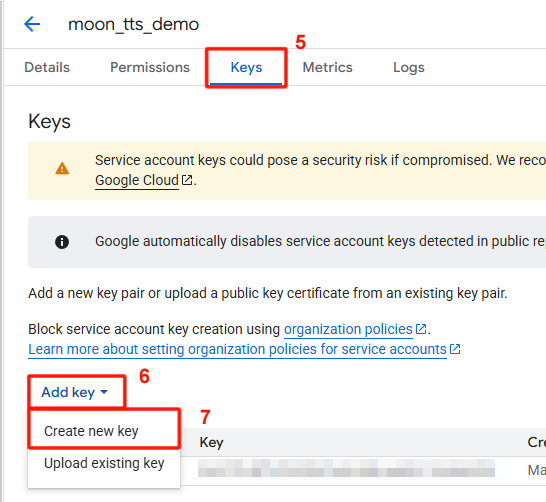 moon_tts_demo
5
Details Permissions Keys Metrics Logs
Keys
Service account keys could pose a security risk if compromised. We reco
Google Cloud.
Google automatically disables service account keys detected in public re
Add a new key pair or upload a public key certificate from an existing key pair.
Block service account key creation using organization policies.
Learn more about setting organization policies for service accounts
6
Add key
7
Create new key
Key Cre
Upload existing key
Ma